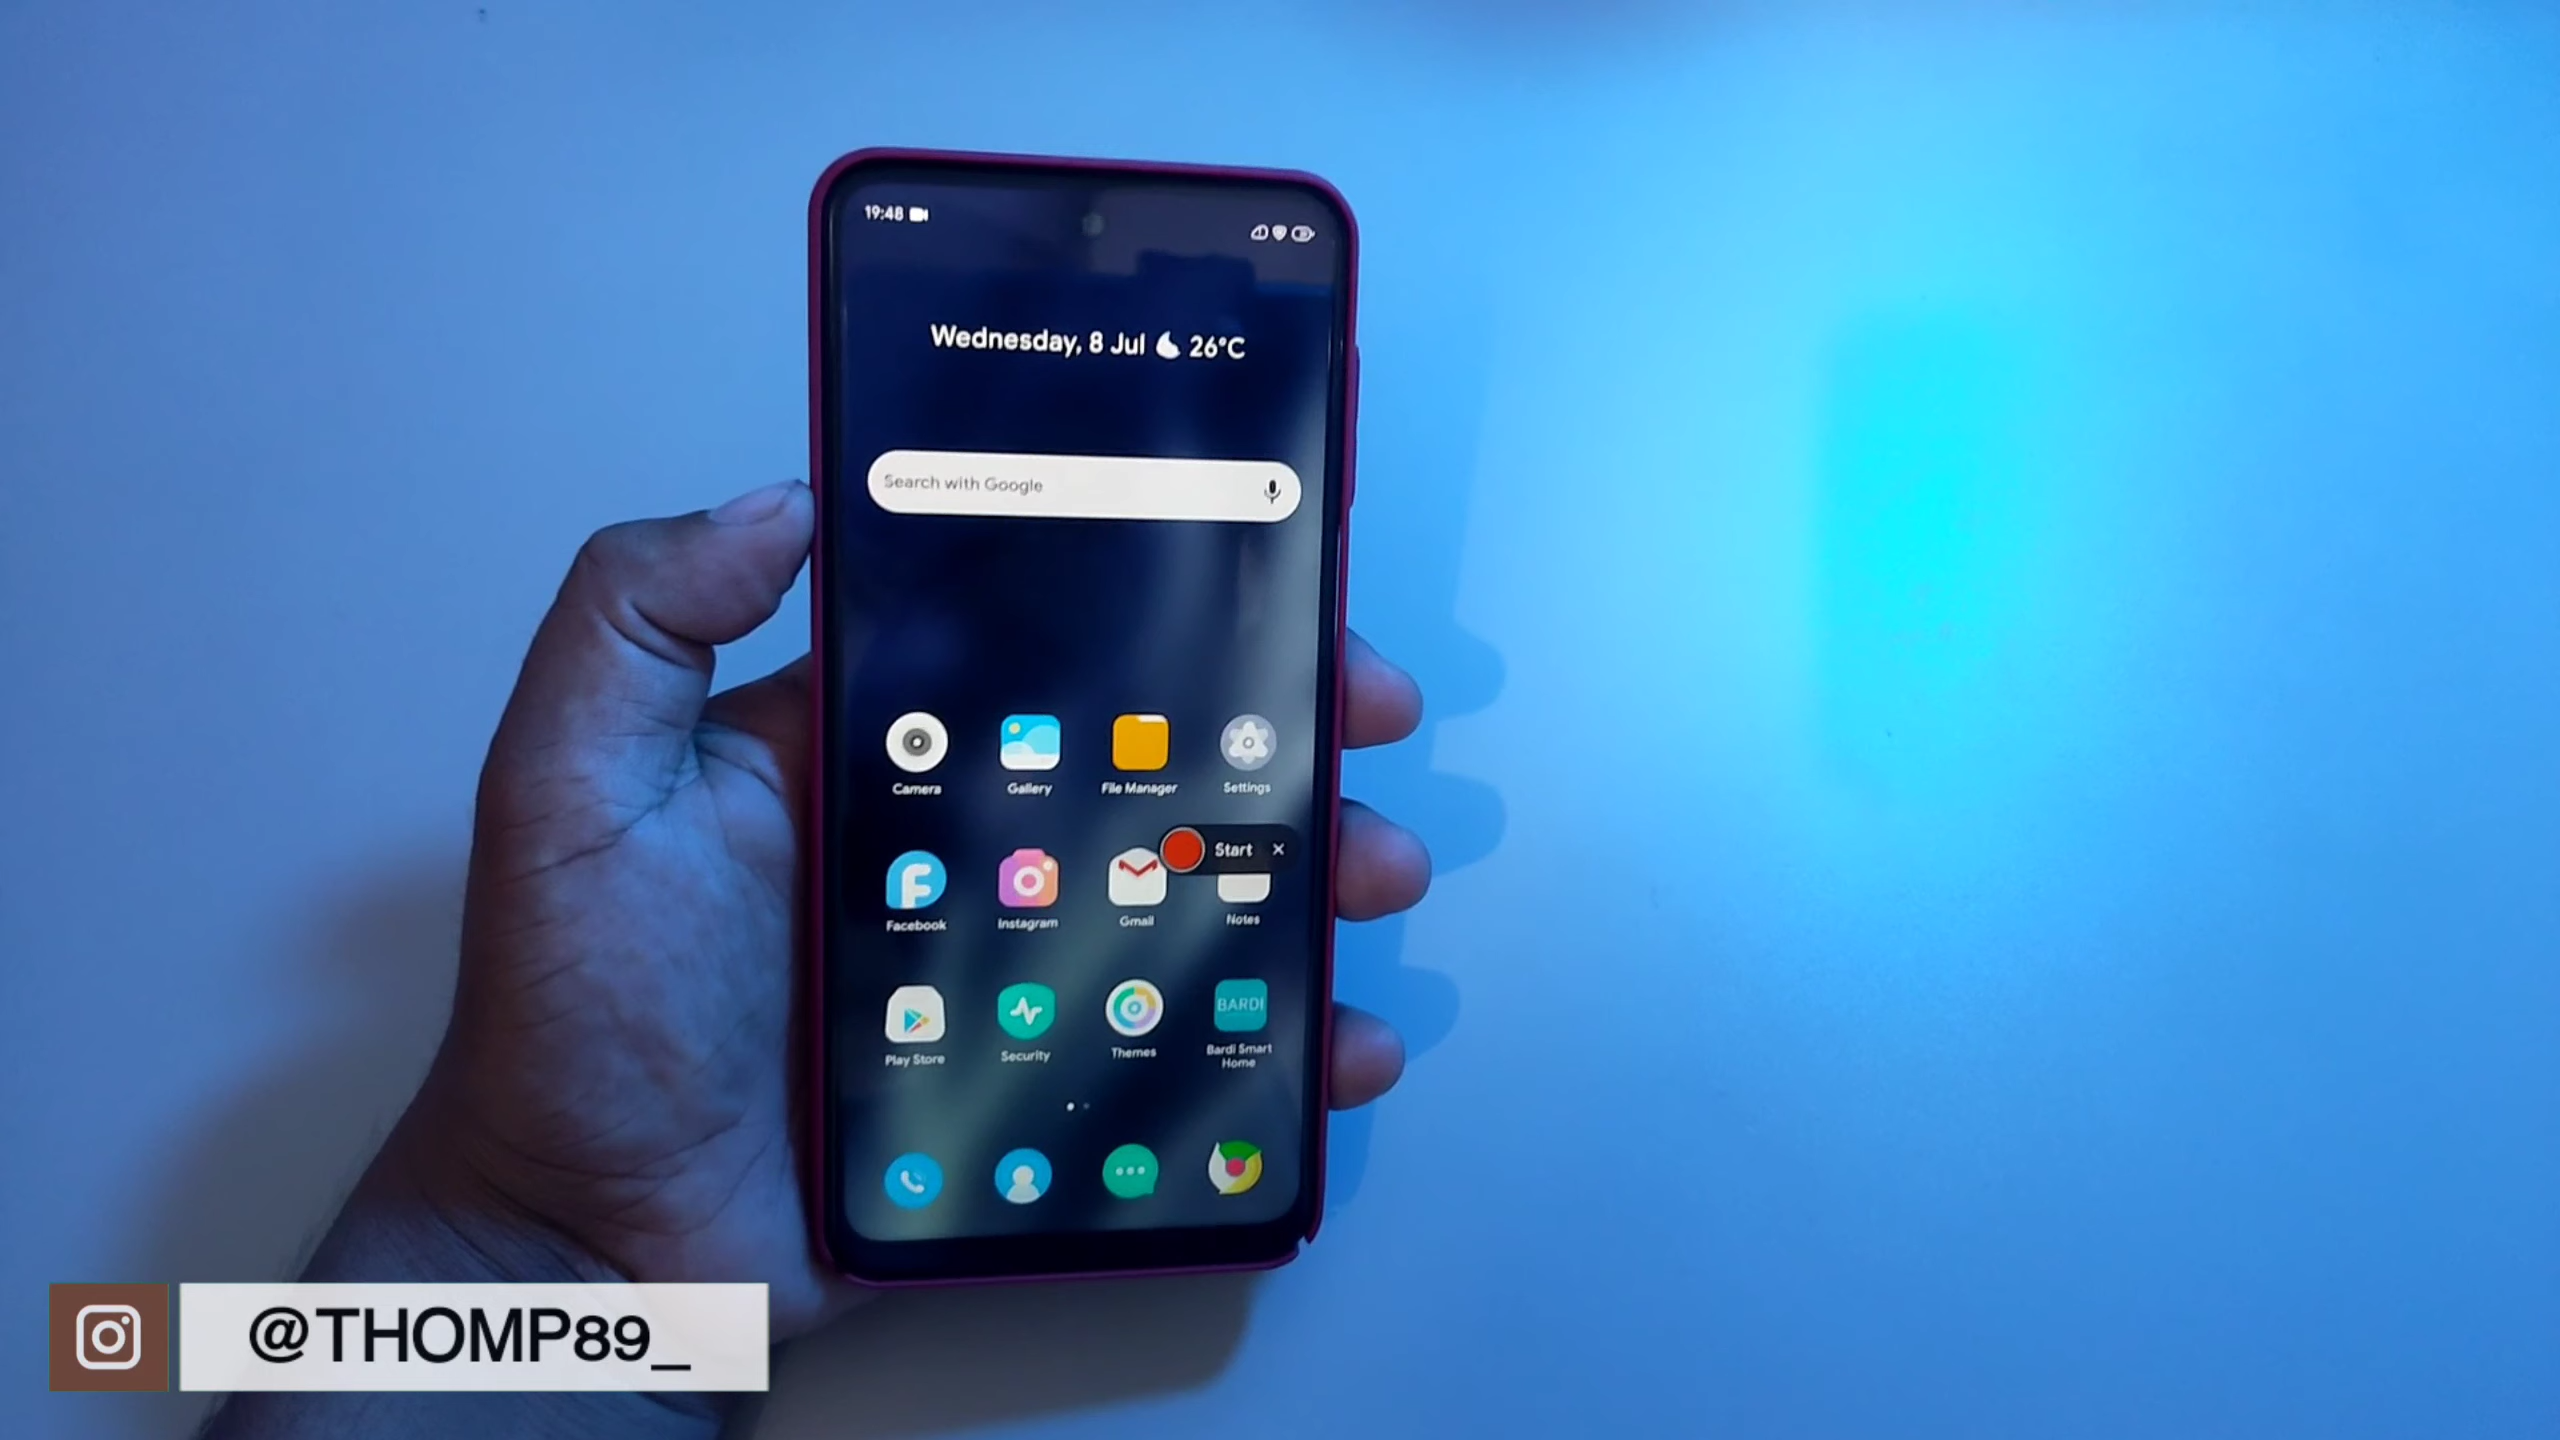 19:48
Wednesday, 8 Jul 26°C
Search with Google
Camera Gallery File Manager Settings
Start ×
Facebook Instagram Gmail Notes
BARDI
Play Store Security Themes Bardi Smart
Home
@THOMP89_